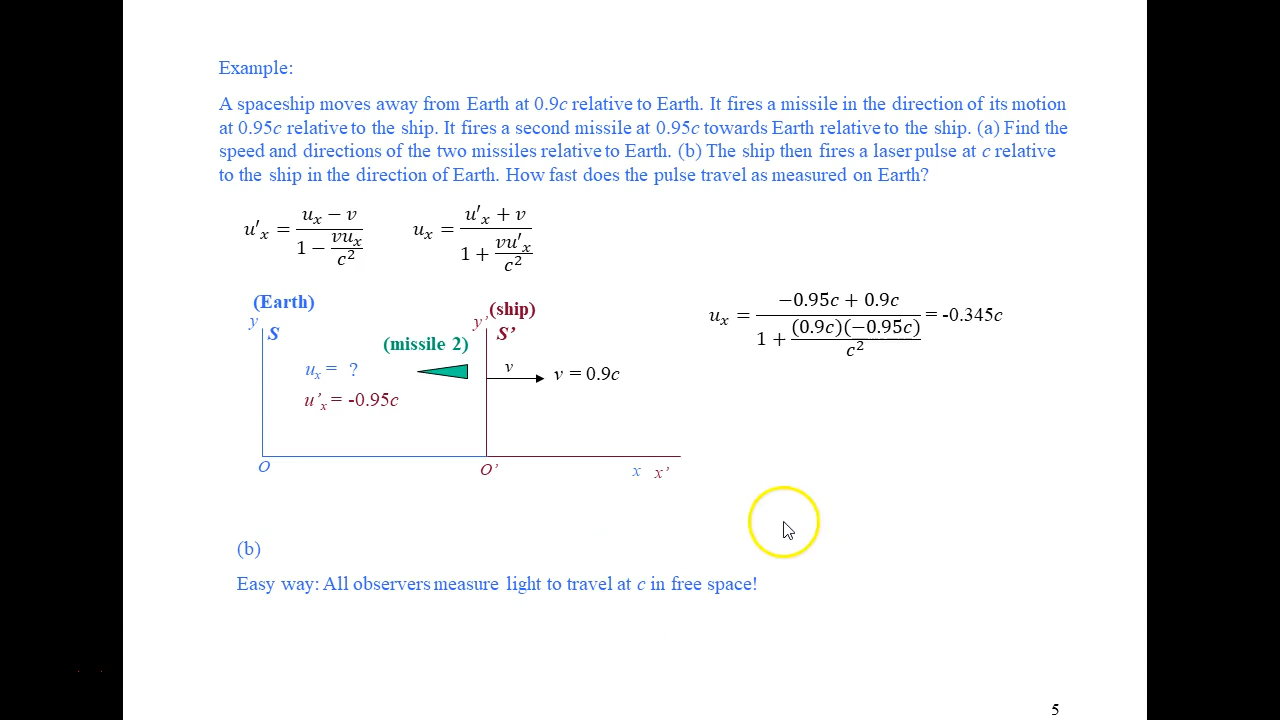 Example:
A spaceship moves away from Earth at 0.9c relative to Earth. It fires a missile in the direction of its motion
at 0.95c relative to the ship. It fires a second missile at 0.95c towards Earth relative to the ship. (a) Find the
speed and directions of the two missiles relative to Earth. (b) The ship then fires a laser pulse at c relative
to the ship in the direction of Earth. How fast does the pulse travel as measured on Earth?
u'ₓ = (uₓ − v) / (1 − vuₓ/c²)    uₓ = (u'ₓ + v) / (1 + vu'ₓ/c²)
(Earth)
y
S
(ship)
y'
S'
(missile 2)
uₓ = ?
u'ₓ = -0.95c
v
v = 0.9c
uₓ = (−0.95c + 0.9c) / (1 + (0.9c)(−0.95c)/c²) = -0.345c
O
O'
x x'
(b)
Easy way: All observers measure light to travel at c in free space!
5